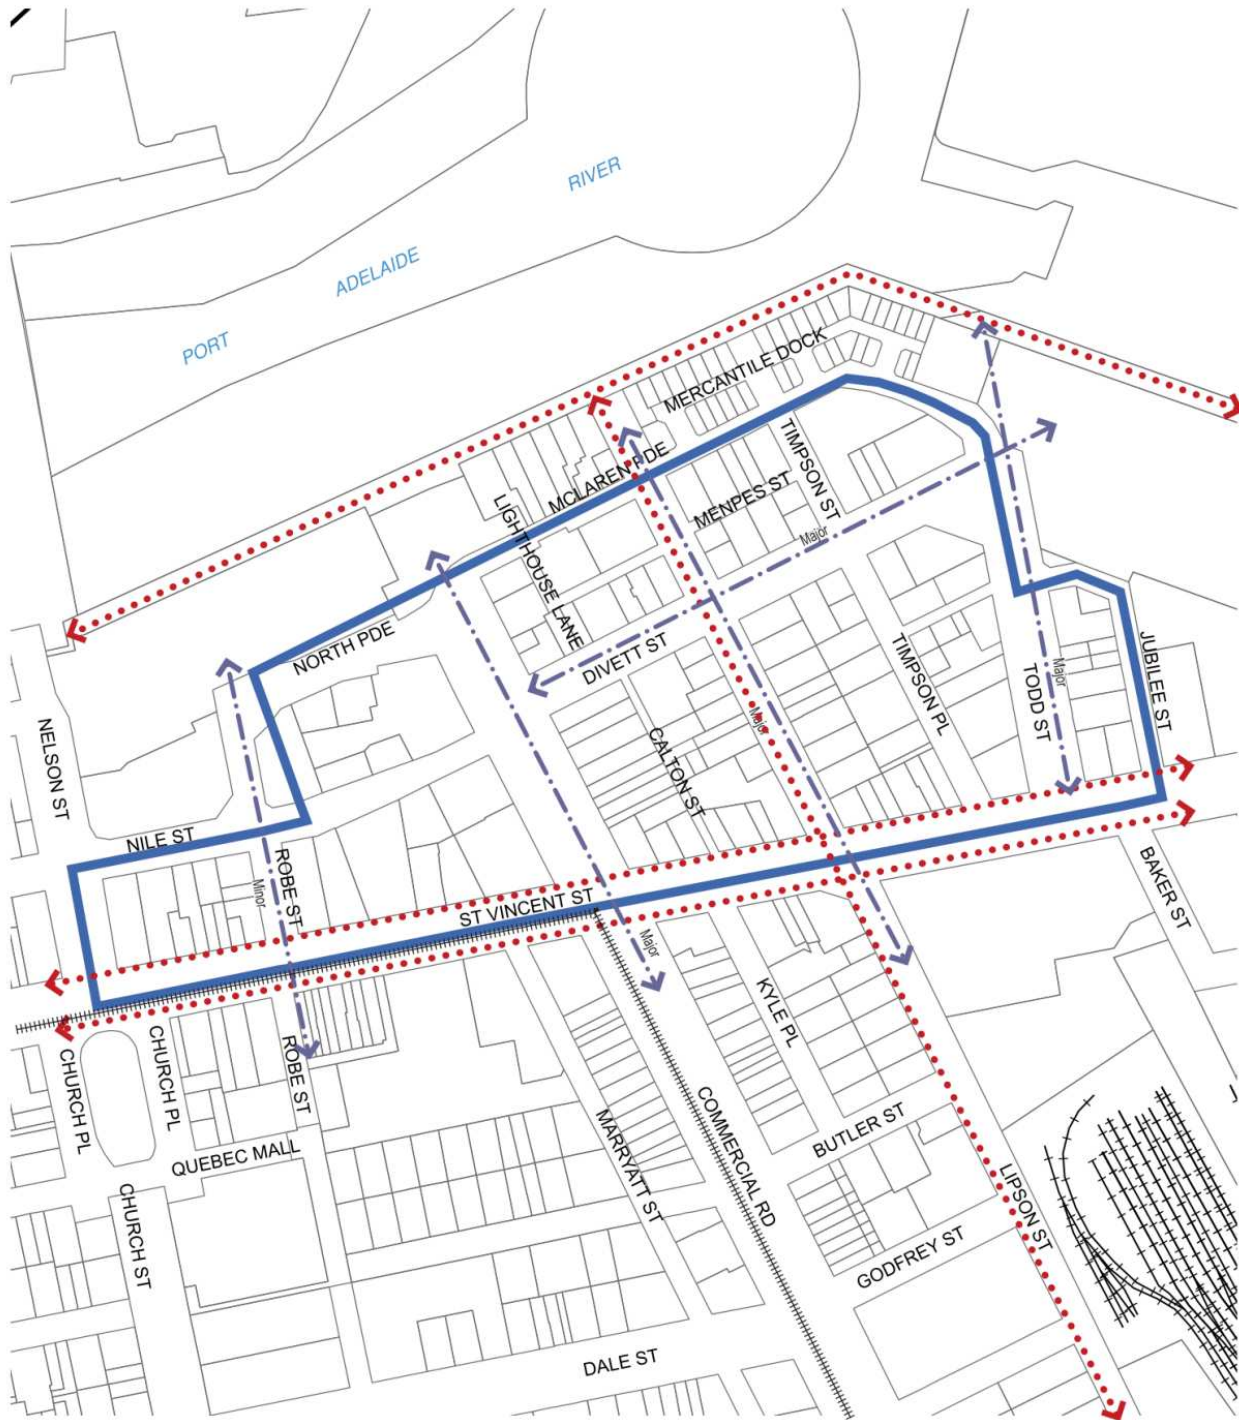 RIVER
ADELAIDE
PORT
MERCANTILE DOCK
MCLAREN PDE
TIMPSON ST
MENPES ST
LIGHTHOUSE LANE
Major
NORTH PDE
DIVETT ST
TIMPSON PL
JUBILEE ST
Major
TODD ST
NELSON ST
CALTON ST
Major
NILE ST
ROBE ST
Minor
ST VINCENT ST
Major
BAKER ST
KYLE PL
CHURCH PL
CHURCH PL
ROBE ST
QUEBEC MALL
MARRYATT ST
COMMERCIAL RD
BUTLER ST
LIPSON ST
CHURCH ST
GODFREY ST
DALE ST